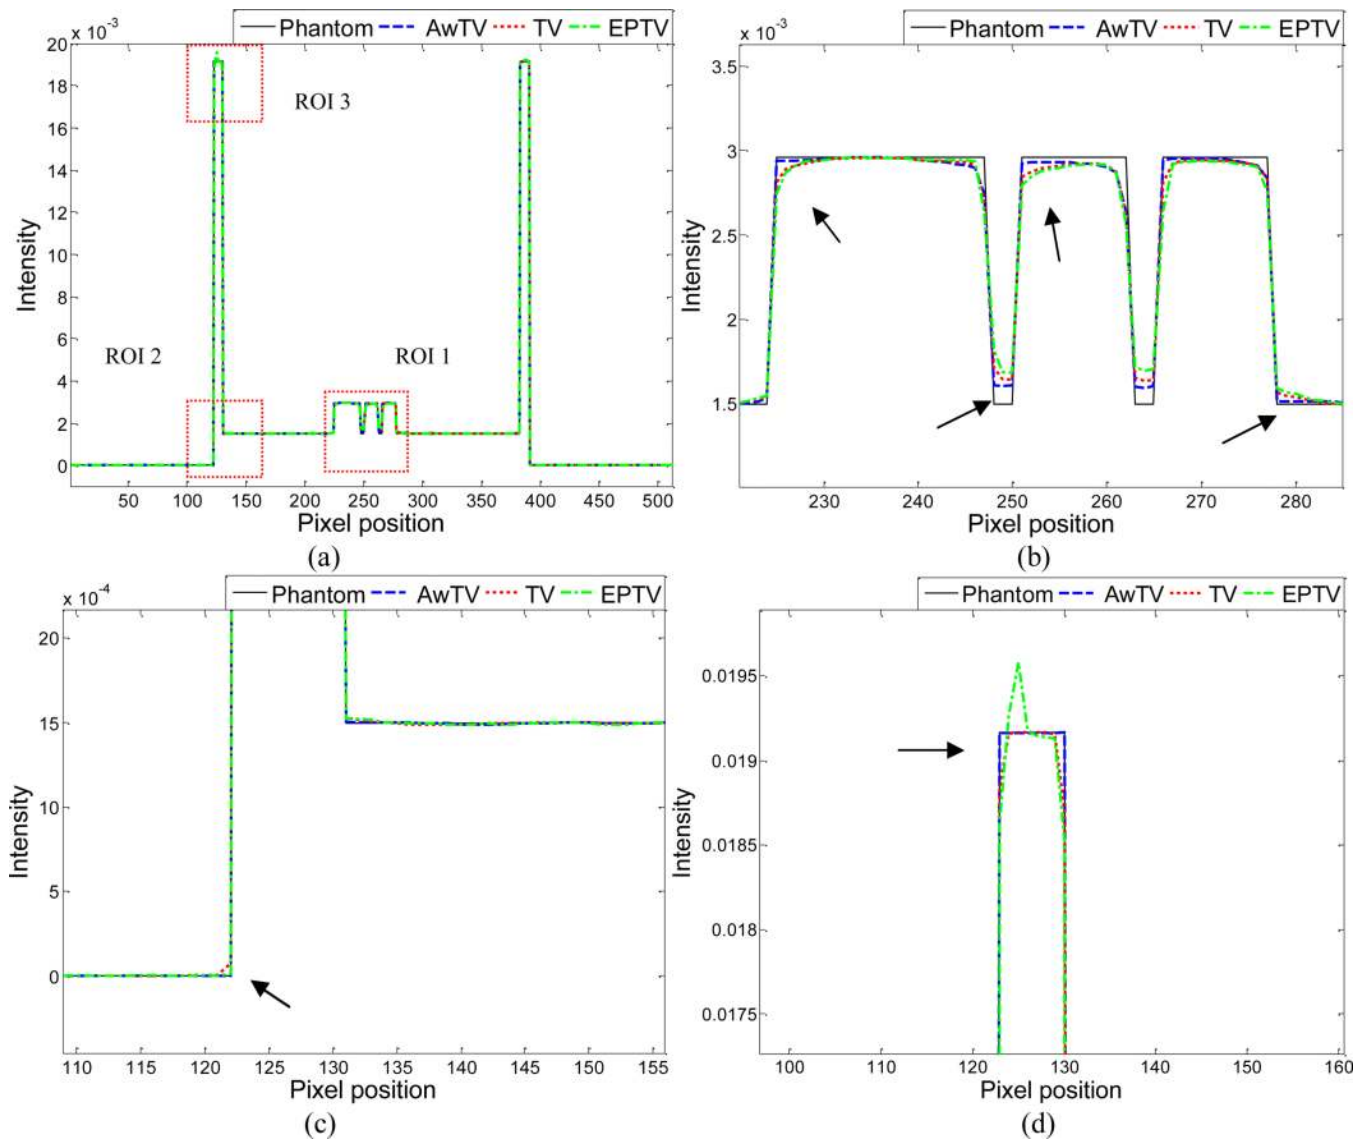 Phantom AwTV TV EPTV
x 10⁻³
20
18
16
14
12
10
8
6
4
2
0
Intensity
ROI 3
ROI 2
ROI 1
50 100 150 200 250 300 350 400 450 500
Pixel position
(a)
Phantom AwTV TV EPTV
x 10⁻³
3.5
3
2.5
2
1.5
Intensity
230 240 250 260 270 280
Pixel position
(b)
Phantom AwTV TV EPTV
x 10⁻⁴
20
15
10
5
0
Intensity
110 115 120 125 130 135 140 145 150 155
Pixel position
(c)
Phantom AwTV TV EPTV
0.0195
0.019
0.0185
0.018
0.0175
Intensity
100 110 120 130 140 150 160
Pixel position
(d)